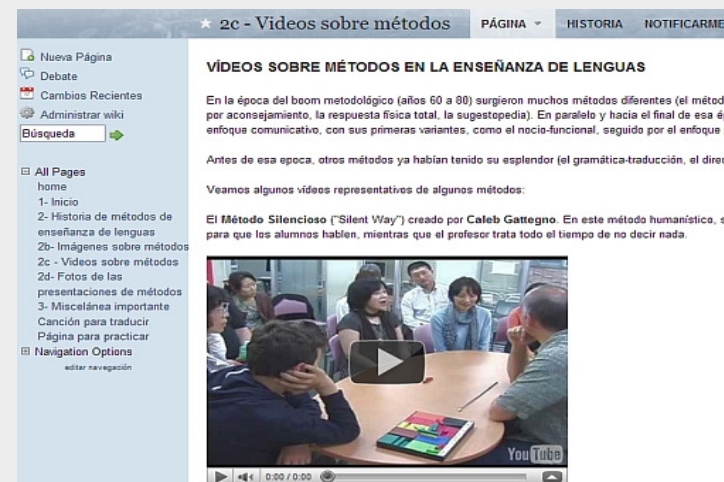 2c - Videos sobre métodos PÁGINA HISTORIA NOTIFICARME
Nueva Página
Debate
Cambios Recientes
Administrar wiki
Búsqueda
All Pages
home
1- Inicio
2- Historia de métodos de
enseñanza de lenguas
2b- Imágenes sobre métodos
2c - Videos sobre métodos
2d- Fotos de las
presentaciones de métodos
3- Miscelánea importante
Canción para traducir
Página para practicar
Navigation Options
editar navegación
VÍDEOS SOBRE MÉTODOS EN LA ENSEÑANZA DE LENGUAS
En la época del boom metodológico (años 60 a 80) surgieron muchos métodos diferentes (el métod
por aconsejamiento, la respuesta física total, la sugestopedia). En paralelo y hacia el final de esa ép
enfoque comunicativo, con sus primeras variantes, como el nocio-funcional, seguido por el enfoque
Antes de esa epoca, otros métodos ya habían tenido su esplendor (el gramática-traducción, el direc
Veamos algunos vídeos representativos de algunos métodos:
El Método Silencioso ("Silent Way") creado por Caleb Gattegno. En este método humanístico, s
para que los alumnos hablen, mientras que el profesor trata todo el tiempo de no decir nada.
YouTube
0:00 / 0:00